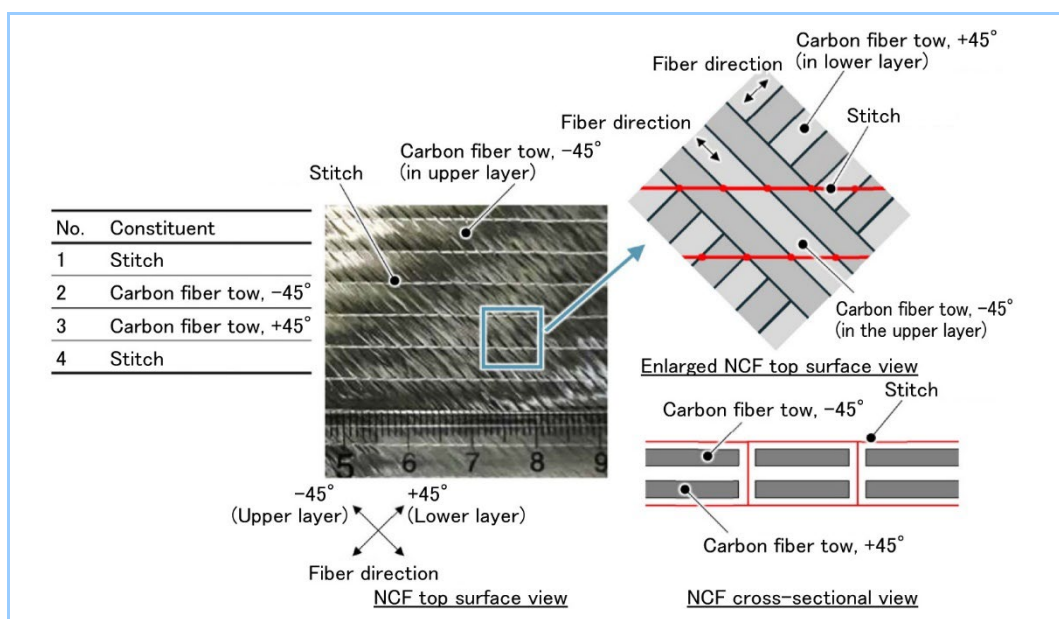 No. Constituent
1 Stitch
2 Carbon fiber tow, −45°
3 Carbon fiber tow, +45°
4 Stitch
Stitch
Carbon fiber tow, −45°
(in upper layer)
5 6 7 8 9
−45°
(Upper layer)
+45°
(Lower layer)
Fiber direction
NCF top surface view
Carbon fiber tow, +45°
(in lower layer)
Fiber direction
Stitch
Fiber direction
Carbon fiber tow, −45°
(in the upper layer)
Enlarged NCF top surface view
Stitch
Carbon fiber tow, −45°
Carbon fiber tow, +45°
NCF cross-sectional view